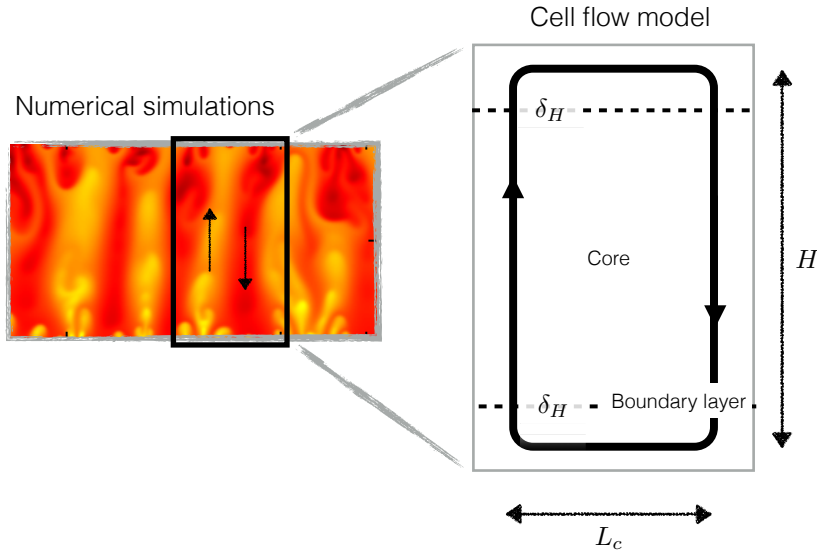 Cell flow model
Numerical simulations
δ_H
Core
H
δ_H Boundary layer
L_c